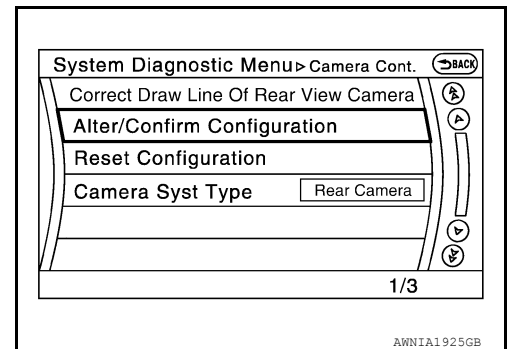 System Diagnostic Menu▷Camera Cont. BACK
Correct Draw Line Of Rear View Camera
Alter/Confirm Configuration
Reset Configuration
Camera Syst Type Rear Camera
1/3
AWNIA1925GB